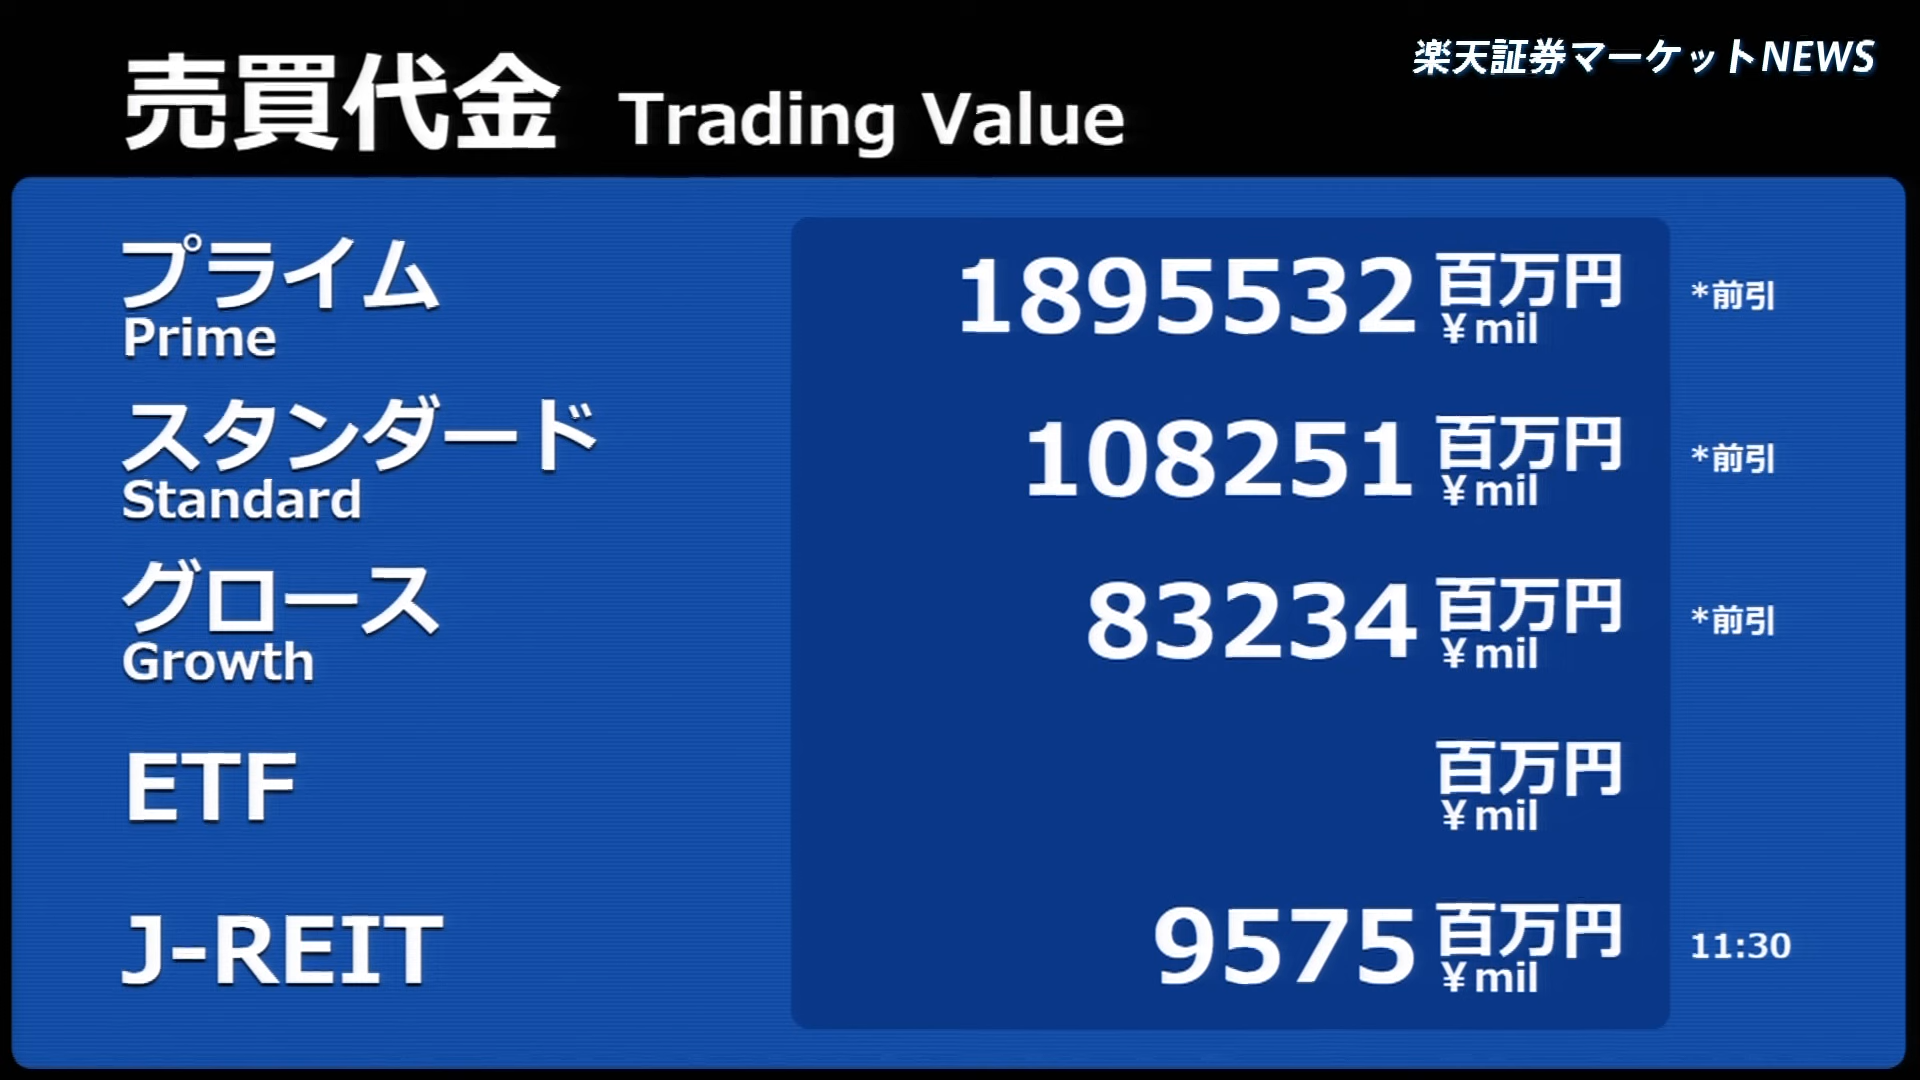 売買代金 Trading Value
楽天証券マーケットNEWS
プライム 1895532 百万円 *前引
Prime ¥mil
スタンダード 108251 百万円 *前引
Standard ¥mil
グロース 83234 百万円 *前引
Growth ¥mil
ETF 百万円
¥mil
J-REIT 9575 百万円 11:30
¥mil